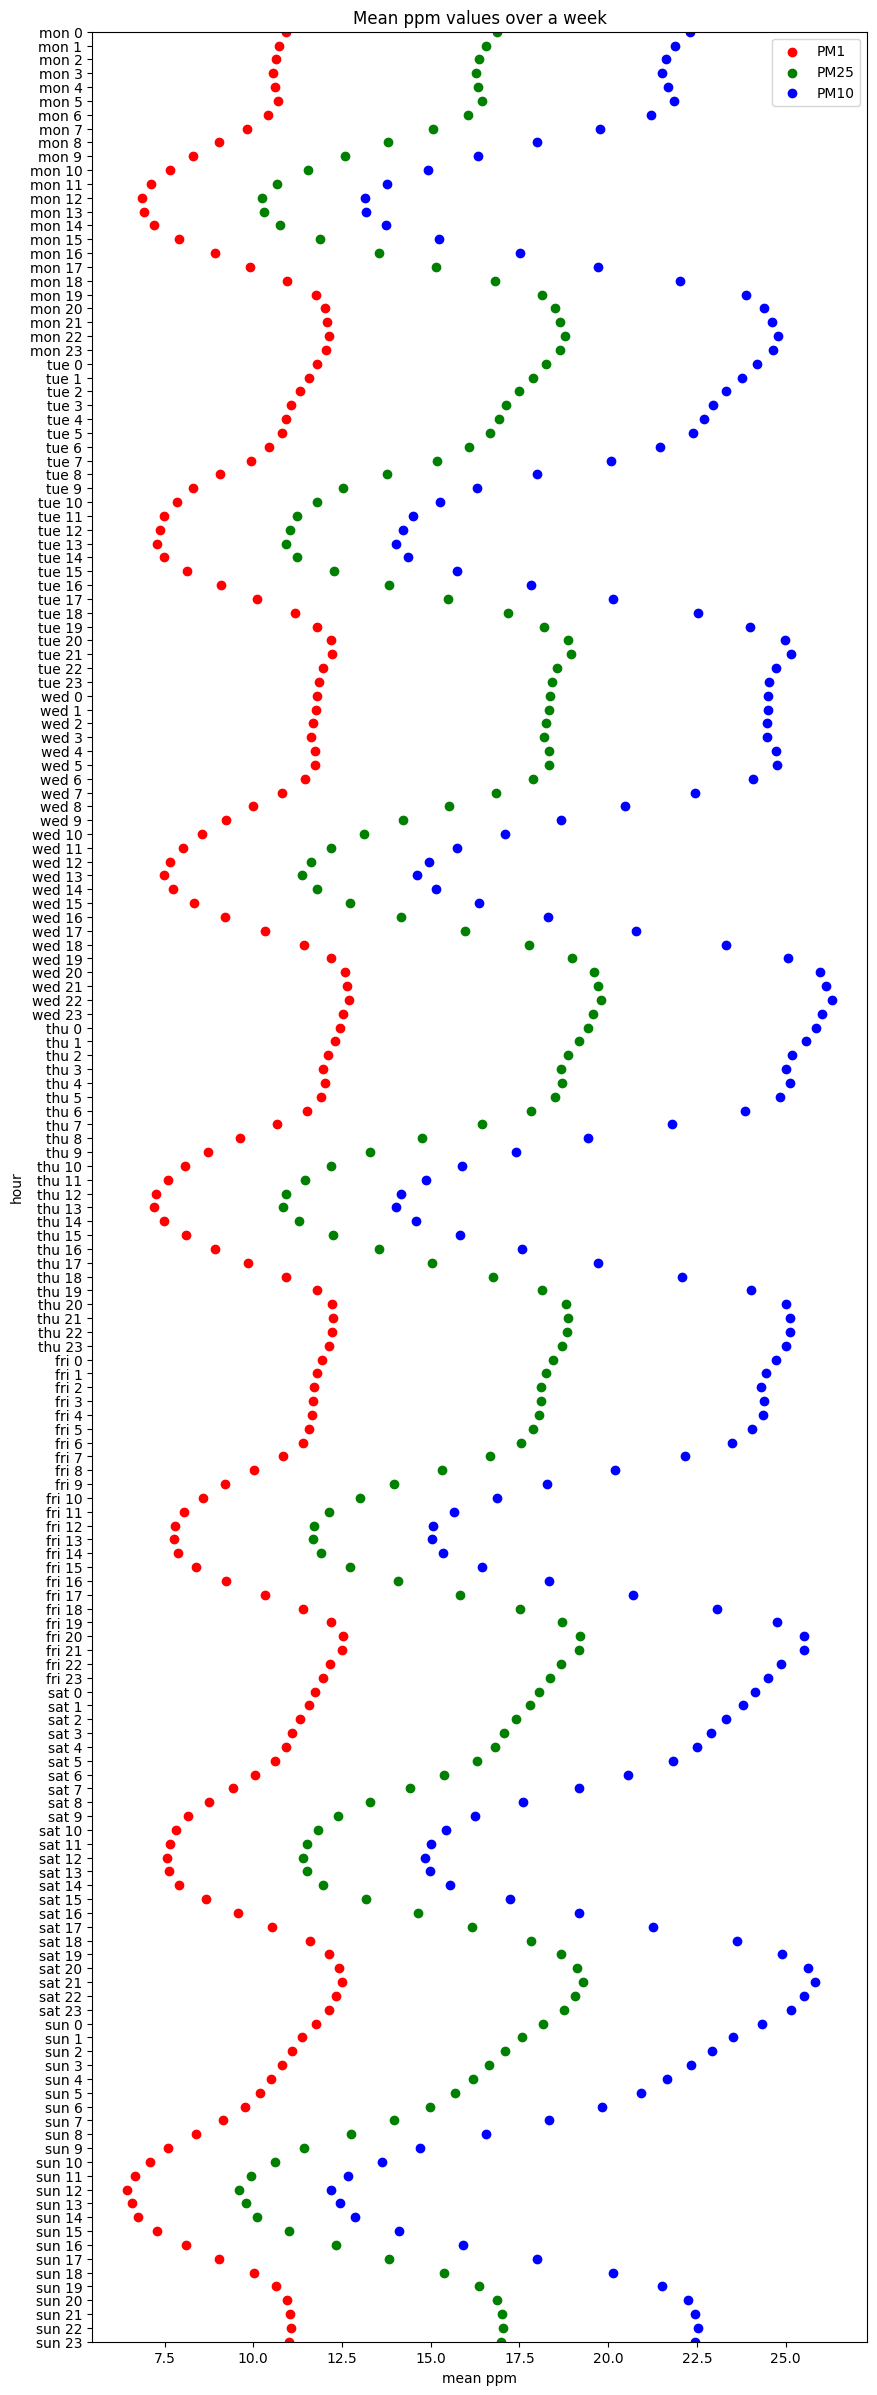 Mean ppm values over a week
PM1
PM25
PM10
mon 0
mon 1
mon 2
mon 3
mon 4
mon 5
mon 6
mon 7
mon 8
mon 9
mon 10
mon 11
mon 12
mon 13
mon 14
mon 15
mon 16
mon 17
mon 18
mon 19
mon 20
mon 21
mon 22
mon 23
tue 0
tue 1
tue 2
tue 3
tue 4
tue 5
tue 6
tue 7
tue 8
tue 9
tue 10
tue 11
tue 12
tue 13
tue 14
tue 15
tue 16
tue 17
tue 18
tue 19
tue 20
tue 21
tue 22
tue 23
wed 0
wed 1
wed 2
wed 3
wed 4
wed 5
wed 6
wed 7
wed 8
wed 9
wed 10
wed 11
wed 12
wed 13
wed 14
wed 15
wed 16
wed 17
wed 18
wed 19
wed 20
wed 21
wed 22
wed 23
thu 0
thu 1
thu 2
thu 3
thu 4
thu 5
thu 6
thu 7
thu 8
thu 9
thu 10
thu 11
thu 12
thu 13
thu 14
thu 15
thu 16
thu 17
thu 18
thu 19
thu 20
thu 21
thu 22
thu 23
fri 0
fri 1
fri 2
fri 3
fri 4
fri 5
fri 6
fri 7
fri 8
fri 9
fri 10
fri 11
fri 12
fri 13
fri 14
fri 15
fri 16
fri 17
fri 18
fri 19
fri 20
fri 21
fri 22
fri 23
sat 0
sat 1
sat 2
sat 3
sat 4
sat 5
sat 6
sat 7
sat 8
sat 9
sat 10
sat 11
sat 12
sat 13
sat 14
sat 15
sat 16
sat 17
sat 18
sat 19
sat 20
sat 21
sat 22
sat 23
sun 0
sun 1
sun 2
sun 3
sun 4
sun 5
sun 6
sun 7
sun 8
sun 9
sun 10
sun 11
sun 12
sun 13
sun 14
sun 15
sun 16
sun 17
sun 18
sun 19
sun 20
sun 21
sun 22
sun 23
hour
7.5 10.0 12.5 15.0 17.5 20.0 22.5 25.0
mean ppm